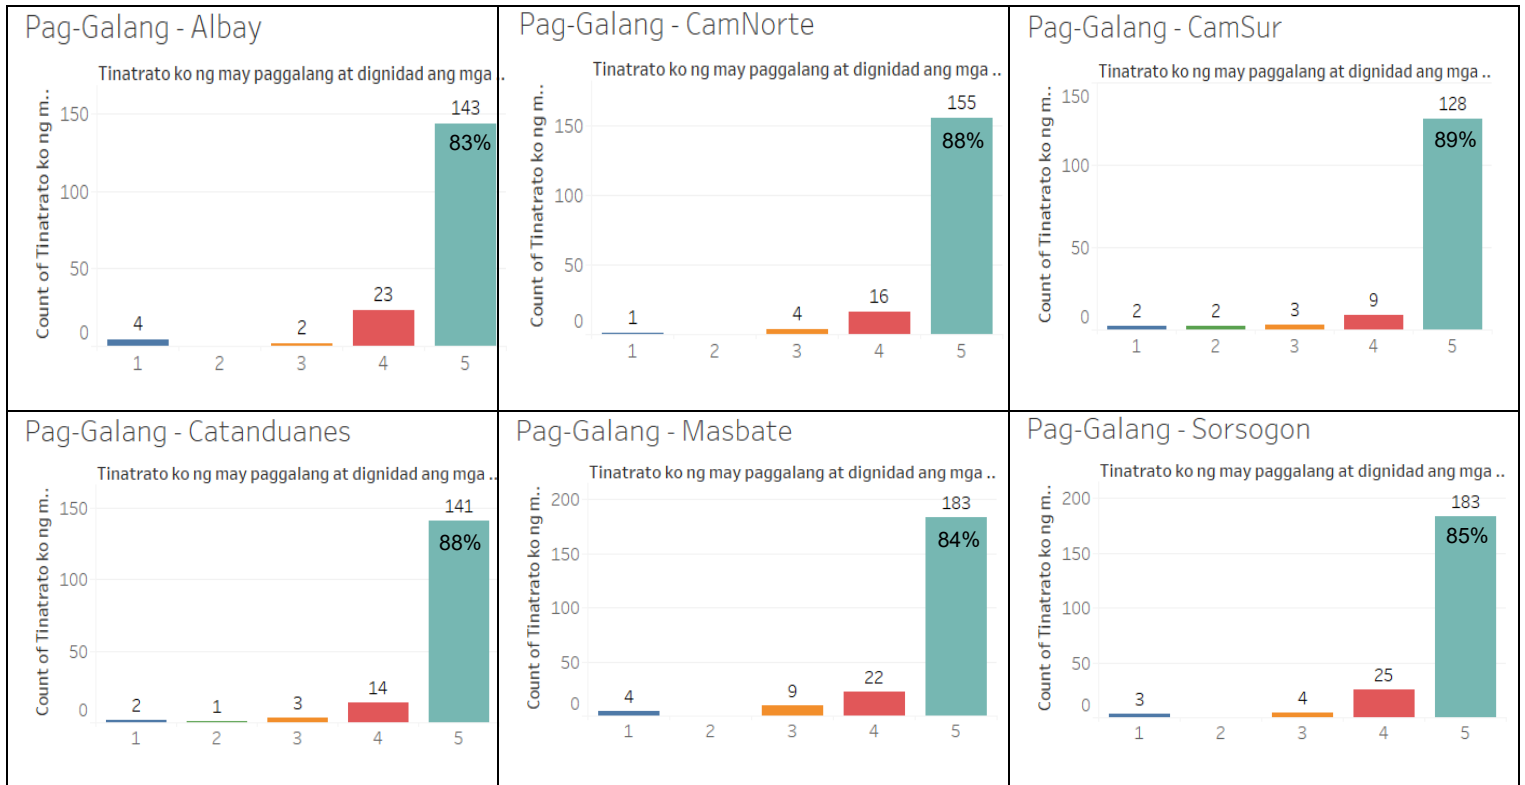 Pag-Galang - Albay
Tinatrato ko ng may paggalang at dignidad ang mga ..
Count of Tinatrato ko ng m..
150
100
50
0
4
2
23
143
83%
1 2 3 4 5
Pag-Galang - CamNorte
Tinatrato ko ng may paggalang at dignidad ang mga ..
Count of Tinatrato ko ng m..
150
100
50
0
1
4
16
155
88%
1 2 3 4 5
Pag-Galang - CamSur
Tinatrato ko ng may paggalang at dignidad ang mga ..
Count of Tinatrato ko ng m..
150
100
50
0
2
2
3
9
128
89%
1 2 3 4 5
Pag-Galang - Catanduanes
Tinatrato ko ng may paggalang at dignidad ang mga ..
Count of Tinatrato ko ng m..
150
100
50
0
2
1
3
14
141
88%
1 2 3 4 5
Pag-Galang - Masbate
Tinatrato ko ng may paggalang at dignidad ang mga ..
Count of Tinatrato ko ng m..
200
150
100
50
0
4
9
22
183
84%
1 2 3 4 5
Pag-Galang - Sorsogon
Tinatrato ko ng may paggalang at dignidad ang mga ..
Count of Tinatrato ko ng m..
200
150
100
50
0
3
4
25
183
85%
1 2 3 4 5